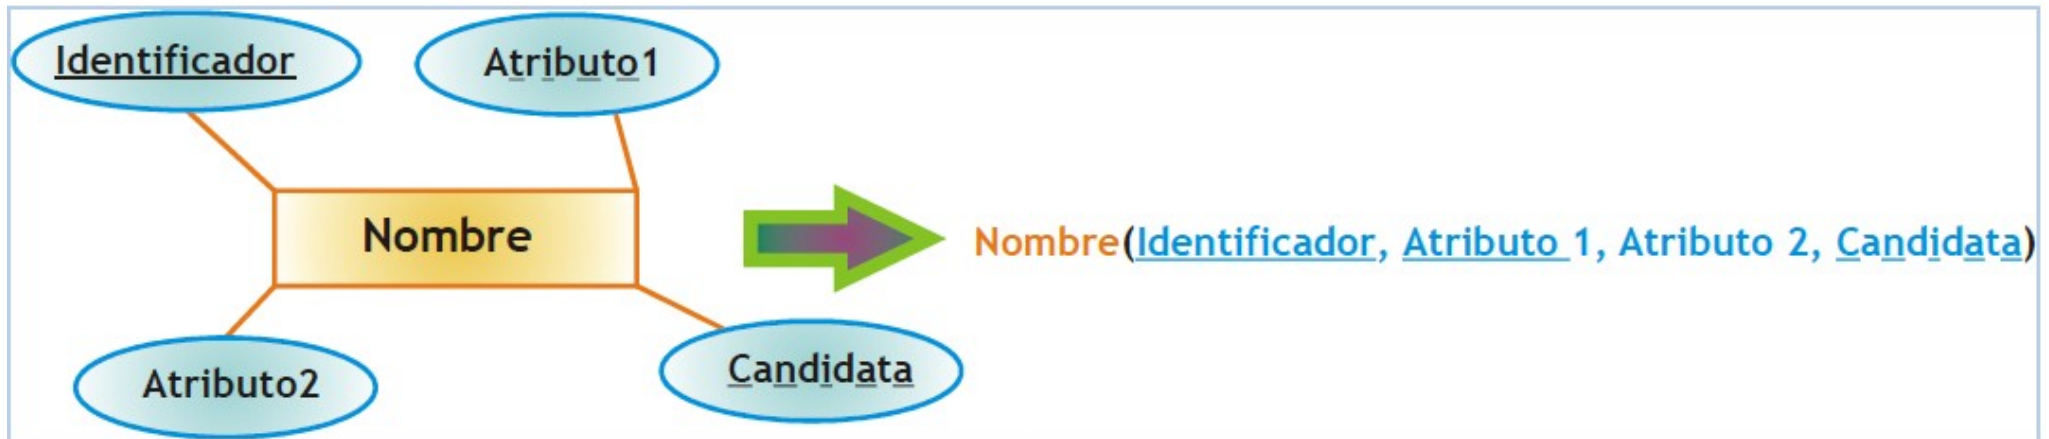 Identificador
Atributo1
Nombre
Nombre(Identificador, Atributo 1, Atributo 2, Candidata)
Atributo2
Candidata